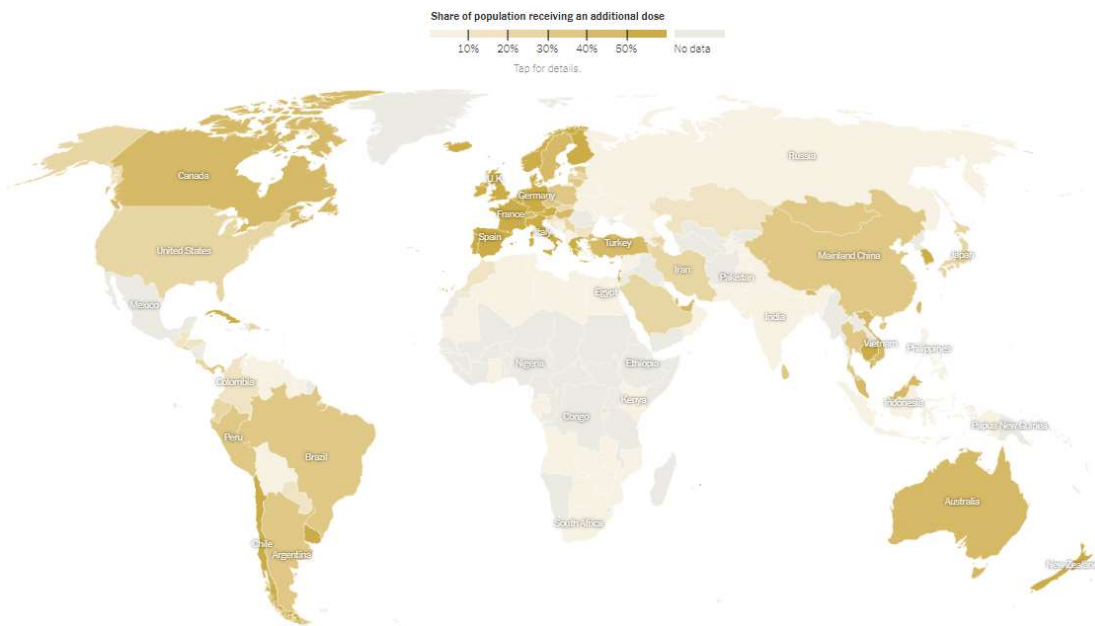 Share of population receiving an additional dose
10% 20% 30% 40% 50% No data
Tap for details.
Russia
Canada
U.K.
Germany
France
Italy
Spain
Turkey
United States
Mainland China
Japan
Iran
Pakistan
Mexico
Egypt
India
Vietnam
Philippines
Nigeria
Ethiopia
Colombia
Kenya
Indonesia
Congo
Papua New Guinea
Peru
Brazil
Australia
South Africa
Chile
Argentina
New Zealand